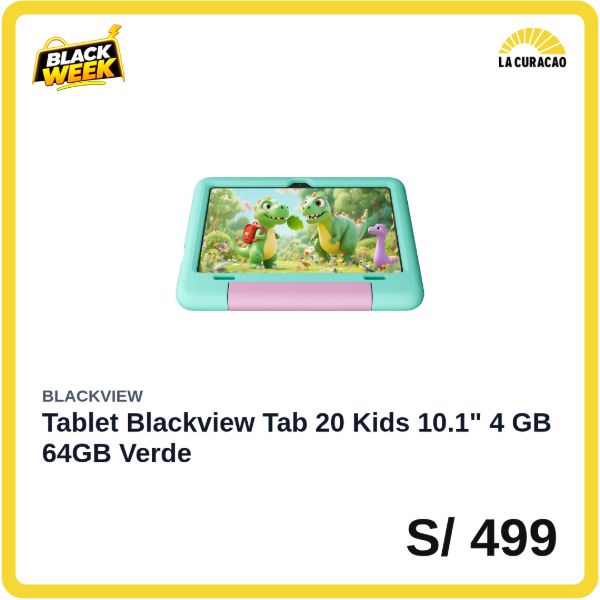 BLACK
WEEK
LA CURACAO
BLACKVIEW
Tablet Blackview Tab 20 Kids 10.1" 4 GB
64GB Verde
S/ 499